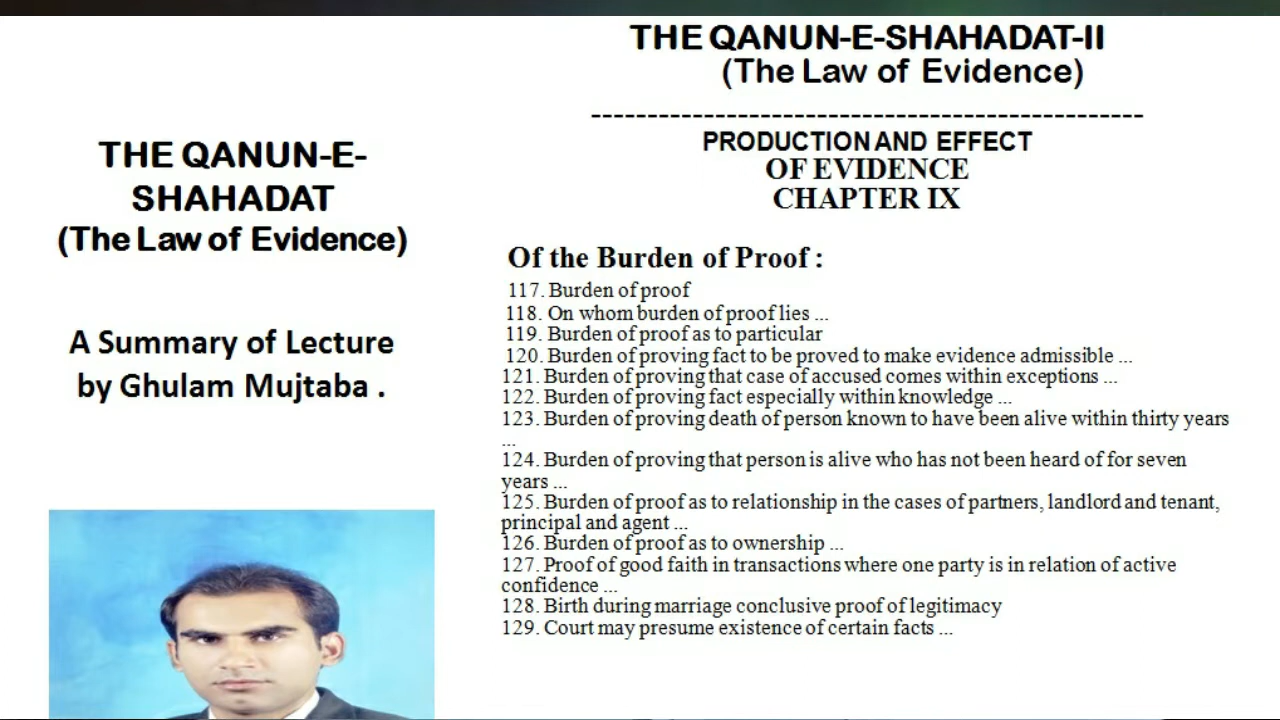 THE QANUN-E-
SHAHADAT
(The Law of Evidence)
A Summary of Lecture
by Ghulam Mujtaba .
THE QANUN-E-SHAHADAT-II
(The Law of Evidence)
------------------------------------------------
PRODUCTION AND EFFECT
OF EVIDENCE
CHAPTER IX
Of the Burden of Proof :
117. Burden of proof
118. On whom burden of proof lies ...
119. Burden of proof as to particular
120. Burden of proving fact to be proved to make evidence admissible ...
121. Burden of proving that case of accused comes within exceptions ...
122. Burden of proving fact especially within knowledge ...
123. Burden of proving death of person known to have been alive within thirty years
...
124. Burden of proving that person is alive who has not been heard of for seven
years ...
125. Burden of proof as to relationship in the cases of partners, landlord and tenant,
principal and agent ...
126. Burden of proof as to ownership ...
127. Proof of good faith in transactions where one party is in relation of active
confidence ...
128. Birth during marriage conclusive proof of legitimacy
129. Court may presume existence of certain facts ...